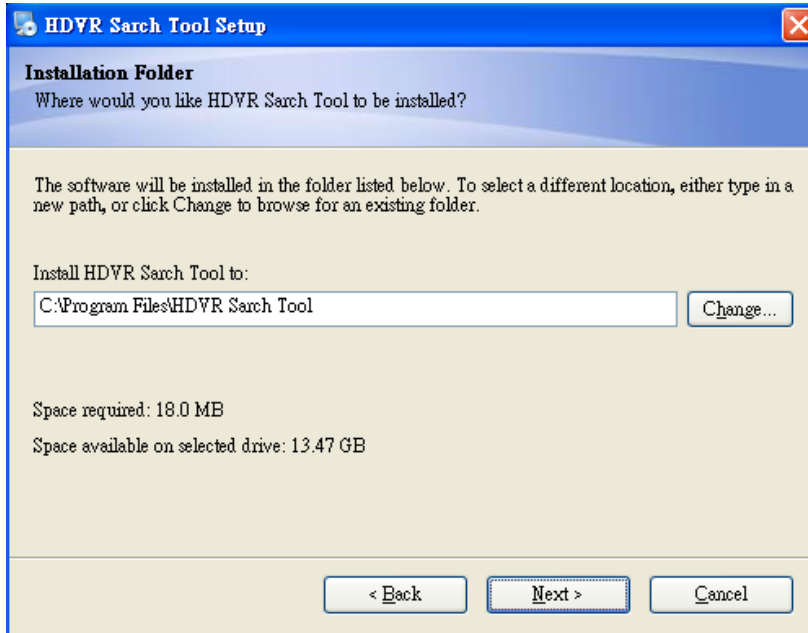 HDVR Sarch Tool Setup
Installation Folder
Where would you like HDVR Sarch Tool to be installed?
The software will be installed in the folder listed below. To select a different location, either type in a
new path, or click Change to browse for an existing folder.
Install HDVR Sarch Tool to:
C:\Program Files\HDVR Sarch Tool
Change...
Space required: 18.0 MB
Space available on selected drive: 13.47 GB
< Back
Next >
Cancel